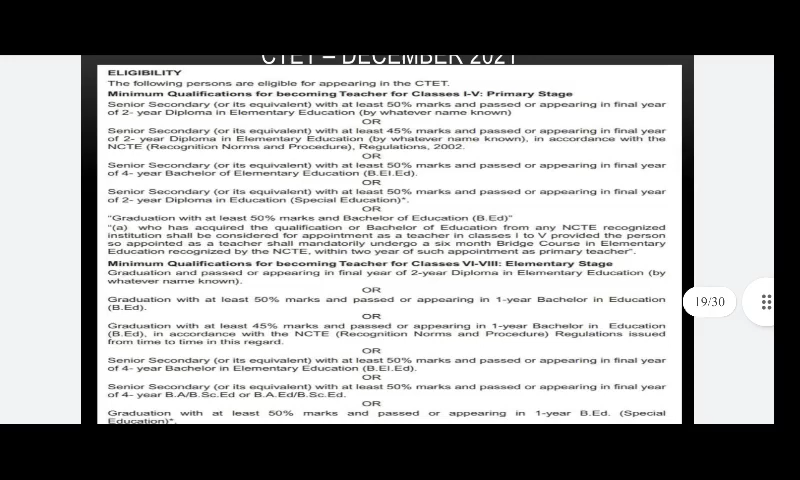 CTET – DECEMBER 2021
ELIGIBILITY
The following persons are eligible for appearing in the CTET.
Minimum Qualifications for becoming Teacher for Classes I-V: Primary Stage
Senior Secondary (or its equivalent) with at least 50% marks and passed or appearing in final year
of 2- year Diploma in Elementary Education (by whatever name known)
OR
Senior Secondary (or its equivalent) with at least 45% marks and passed or appearing in final year
of 2- year Diploma in Elementary Education (by whatever name known), in accordance with the
NCTE (Recognition Norms and Procedure), Regulations, 2002.
OR
Senior Secondary (or its equivalent) with at least 50% marks and passed or appearing in final year
of 4- year Bachelor of Elementary Education (B.El.Ed).
OR
Senior Secondary (or its equivalent) with at least 50% marks and passed or appearing in final year
of 2- year Diploma in Education (Special Education)*.
OR
"Graduation with at least 50% marks and Bachelor of Education (B.Ed)"
"(a) who has acquired the qualification or Bachelor of Education from any NCTE recognized
institution shall be considered for appointment as a teacher in classes I to V provided the person
so appointed as a teacher shall mandatorily undergo a six month Bridge Course in Elementary
Education recognized by the NCTE, within two year of such appointment as primary teacher".
Minimum Qualifications for becoming Teacher for Classes VI-VIII: Elementary Stage
Graduation and passed or appearing in final year of 2-year Diploma in Elementary Education (by
whatever name known).
OR
Graduation with at least 50% marks and passed or appearing in 1-year Bachelor in Education
(B.Ed).
OR
Graduation with at least 45% marks and passed or appearing in 1-year Bachelor in Education
(B.Ed), in accordance with the NCTE (Recognition Norms and Procedure) Regulations issued
from time to time in this regard.
OR
Senior Secondary (or its equivalent) with at least 50% marks and passed or appearing in final year
of 4- year Bachelor in Elementary Education (B.El.Ed).
OR
Senior Secondary (or its equivalent) with at least 50% marks and passed or appearing in final year
of 4- year B.A/B.Sc.Ed or B.A.Ed/B.Sc.Ed.
OR
Graduation with at least 50% marks and passed or appearing in 1-year B.Ed. (Special
Education)*.
19/30